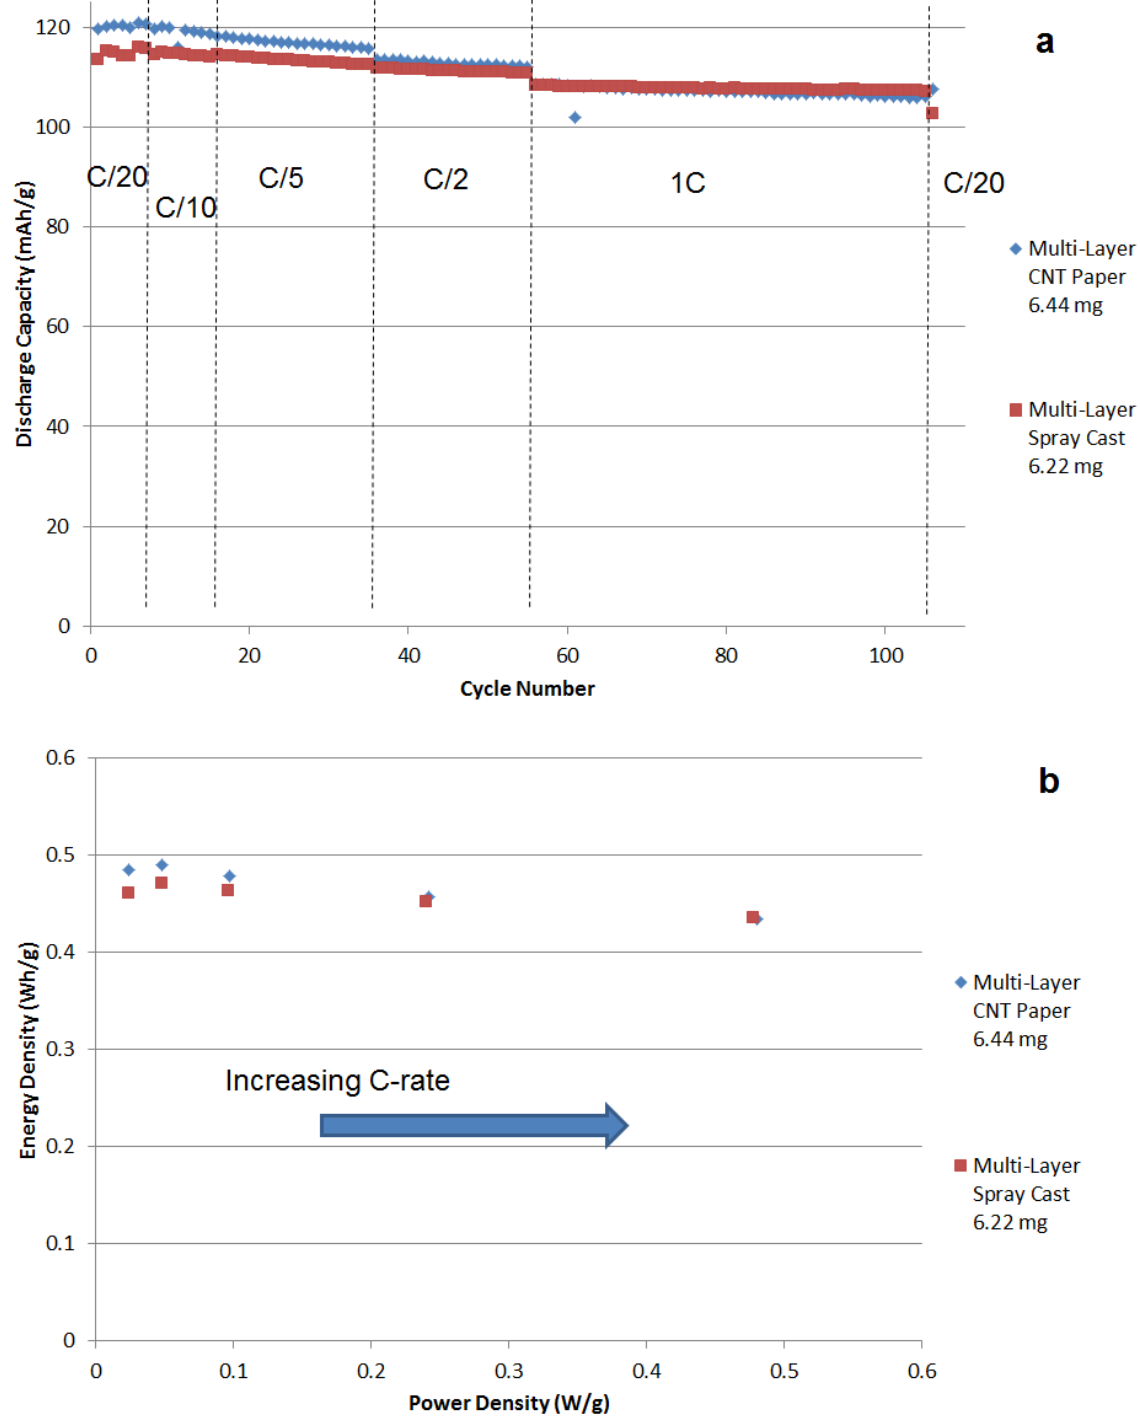 a
120
100
80
60
40
20
0
Discharge Capacity (mAh/g)
C/20
C/10
C/5
C/2
1C
C/20
0
20
40
60
80
100
Cycle Number
Multi-Layer
CNT Paper
6.44 mg
Multi-Layer
Spray Cast
6.22 mg
b
0.6
0.5
0.4
0.3
0.2
0.1
0
Energy Density (Wh/g)
Increasing C-rate
0
0.1
0.2
0.3
0.4
0.5
0.6
Power Density (W/g)
Multi-Layer
CNT Paper
6.44 mg
Multi-Layer
Spray Cast
6.22 mg